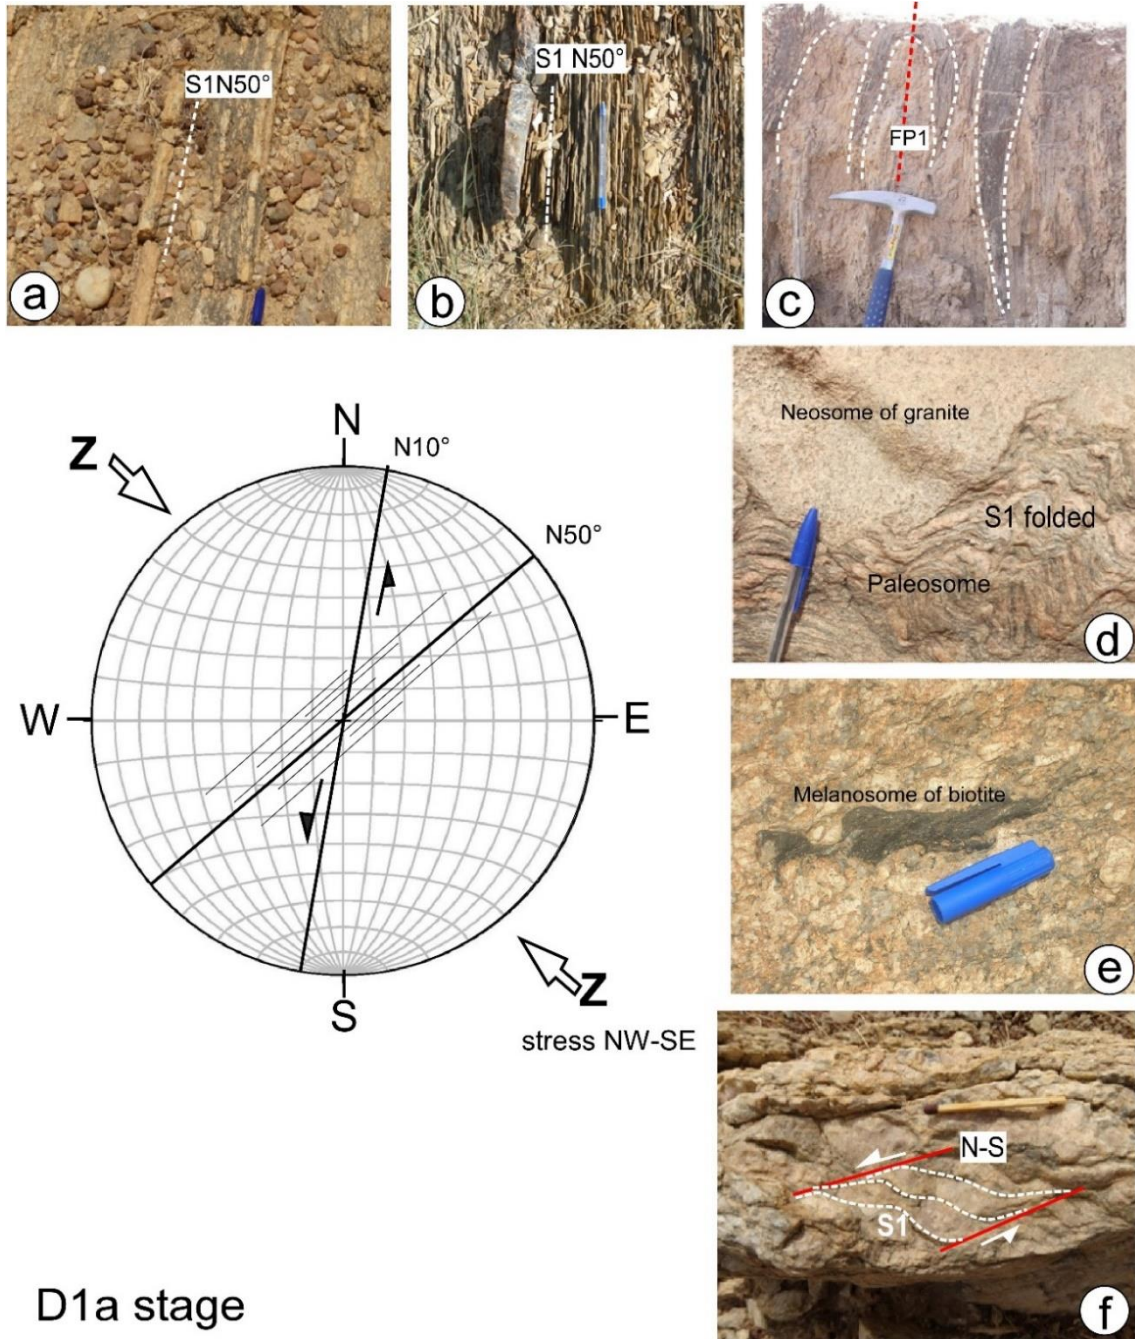 S1N50°
a
S1 N50°
b
FP1
c
N
Z
N10°
N50°
W
E
S
Z
stress NW-SE
Neosome of granite
S1 folded
Paleosome
d
Melanosome of biotite
e
N-S
S1
f
D1a stage